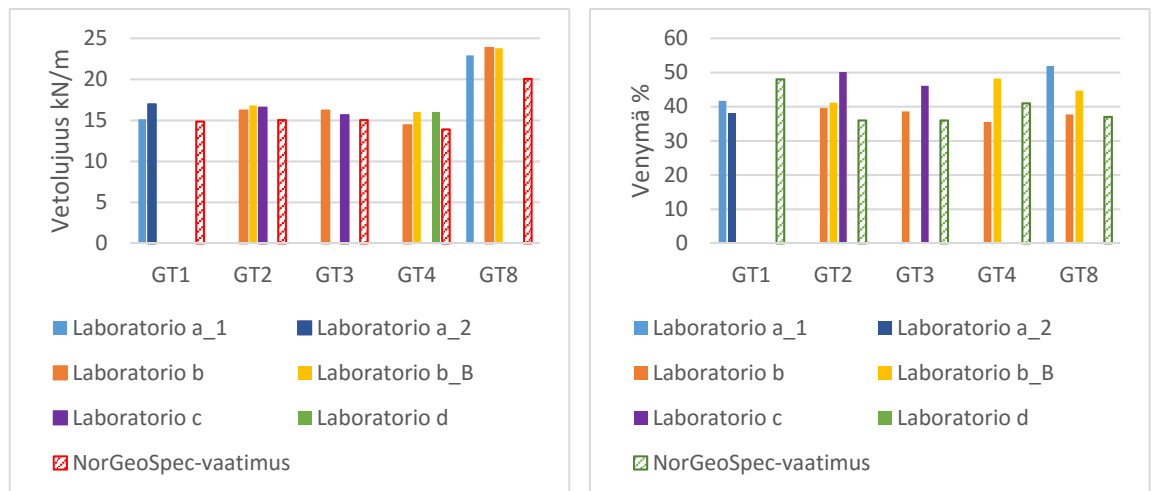 Vetolujuus kN/m
25
20
15
10
5
0
GT1 GT2 GT3 GT4 GT8
Laboratorio a_1 Laboratorio a_2
Laboratorio b Laboratorio b_B
Laboratorio c Laboratorio d
NorGeoSpec-vaatimus
Venymä %
60
50
40
30
20
10
0
GT1 GT2 GT3 GT4 GT8
Laboratorio a_1 Laboratorio a_2
Laboratorio b Laboratorio b_B
Laboratorio c Laboratorio d
NorGeoSpec-vaatimus